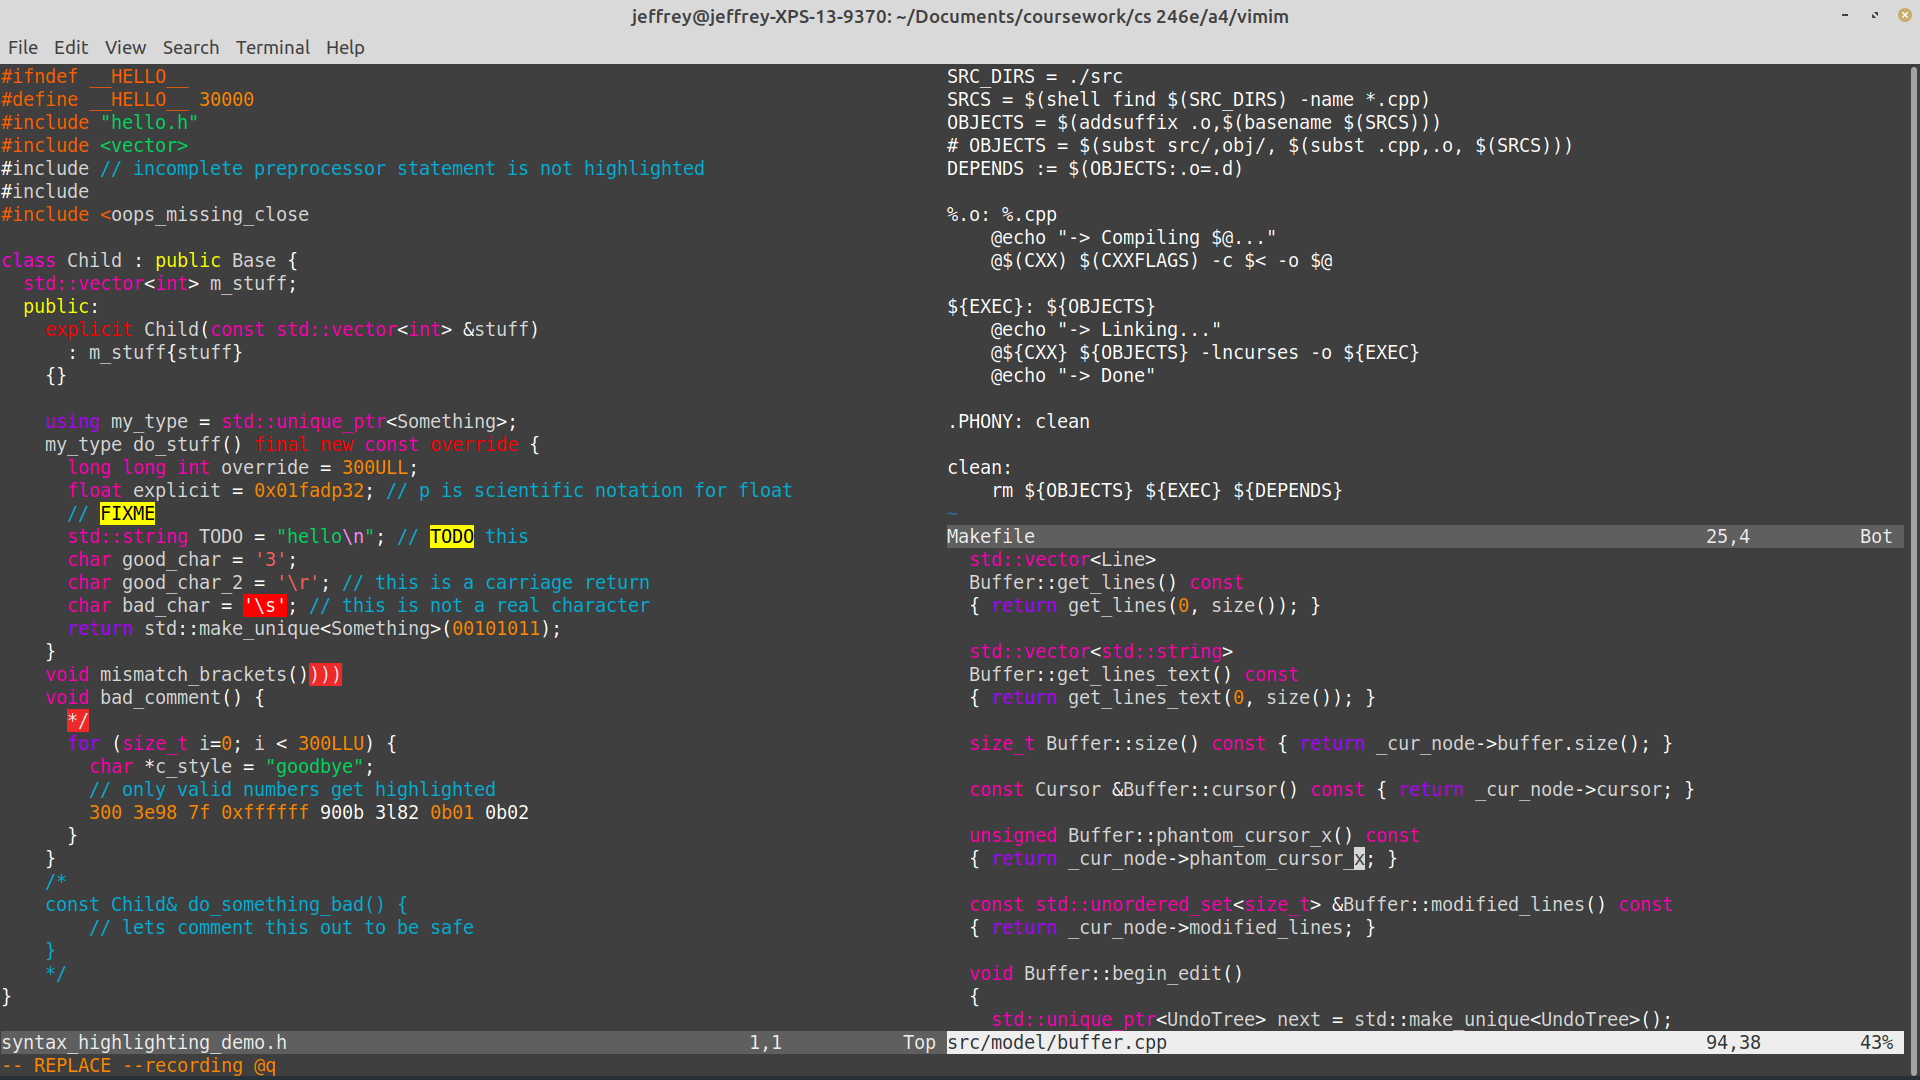 jeffrey@jeffrey-XPS-13-9370: ~/Documents/coursework/cs 246e/a4/vimim
File Edit View Search Terminal Help
#ifndef __HELLO__
#define __HELLO__ 30000
#include "hello.h"
#include <vector>
#include // incomplete preprocessor statement is not highlighted
#include
#include <oops_missing_close
class Child : public Base {
  std::vector<int> m_stuff;
  public:
    explicit Child(const std::vector<int> &stuff)
      : m_stuff{stuff}
    {}
    using my_type = std::unique_ptr<Something>;
    my_type do_stuff() final new const override {
      long long int override = 300ULL;
      float explicit = 0x01fadp32; // p is scientific notation for float
      // FIXME
      std::string TODO = "hello\n"; // TODO this
      char good_char = '3';
      char good_char_2 = '\r'; // this is a carriage return
      char bad_char = '\s'; // this is not a real character
      return std::make_unique<Something>(00101011);
    }
    void mismatch_brackets())))
    void bad_comment() {
      */
      for (size_t i=0; i < 300LLU) {
        char *c_style = "goodbye";
        // only valid numbers get highlighted
        300 3e98 7f 0xffffff 900b 3l82 0b01 0b02
      }
    }
    /*
    const Child& do_something_bad() {
        // lets comment this out to be safe
    }
    */
}
syntax_highlighting_demo.h 1,1 Top
SRC_DIRS = ./src
SRCS = $(shell find $(SRC_DIRS) -name *.cpp)
OBJECTS = $(addsuffix .o,$(basename $(SRCS)))
# OBJECTS = $(subst src/,obj/, $(subst .cpp,.o, $(SRCS)))
DEPENDS := $(OBJECTS:.o=.d)
%.o: %.cpp
    @echo "-> Compiling $@..."
    @$(CXX) $(CXXFLAGS) -c $< -o $@
${EXEC}: ${OBJECTS}
    @echo "-> Linking..."
    @${CXX} ${OBJECTS} -lncurses -o ${EXEC}
    @echo "-> Done"
.PHONY: clean
clean:
    rm ${OBJECTS} ${EXEC} ${DEPENDS}
~
Makefile 25,4 Bot
  std::vector<Line>
  Buffer::get_lines() const
  { return get_lines(0, size()); }
  std::vector<std::string>
  Buffer::get_lines_text() const
  { return get_lines_text(0, size()); }
  size_t Buffer::size() const { return _cur_node->buffer.size(); }
  const Cursor &Buffer::cursor() const { return _cur_node->cursor; }
  unsigned Buffer::phantom_cursor_x() const
  { return _cur_node->phantom_cursor_x; }
  const std::unordered_set<size_t> &Buffer::modified_lines() const
  { return _cur_node->modified_lines; }
  void Buffer::begin_edit()
  {
    std::unique_ptr<UndoTree> next = std::make_unique<UndoTree>();
src/model/buffer.cpp 94,38 43%
-- REPLACE --recording @q